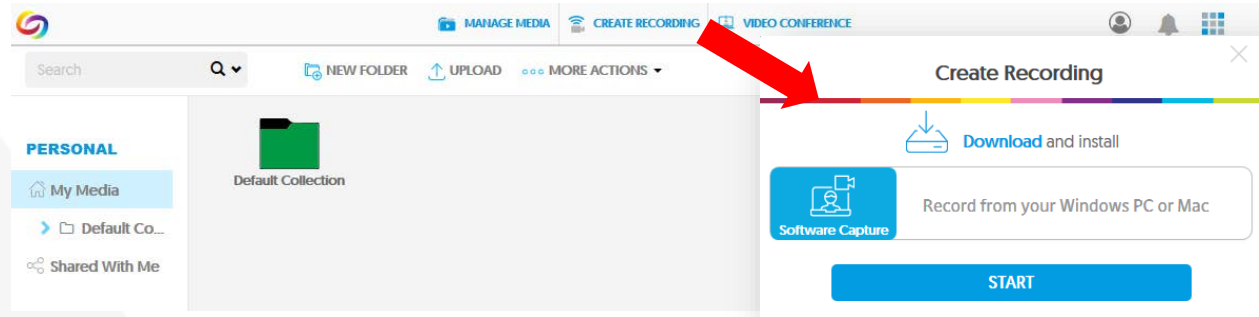 MANAGE MEDIA CREATE RECORDING VIDEO CONFERENCE
Search NEW FOLDER UPLOAD MORE ACTIONS
Create Recording
Download and install
PERSONAL
My Media
Default Co...
Shared With Me
Default Collection
Software Capture
Record from your Windows PC or Mac
START